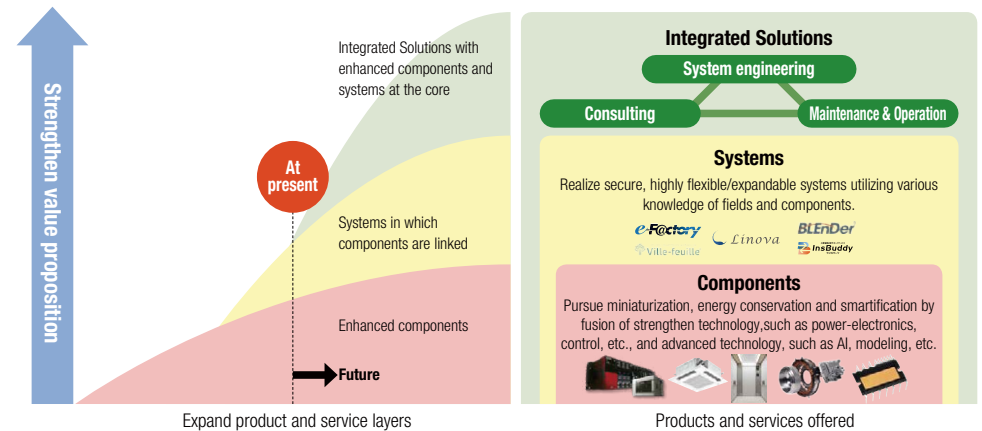 Strengthen value proposition
Integrated Solutions with
enhanced components and
systems at the core
At
present
Systems in which
components are linked
Enhanced components
Future
Expand product and service layers
Integrated Solutions
System engineering
Consulting
Maintenance & Operation
Systems
Realize secure, highly flexible/expandable systems utilizing various
knowledge of fields and components.
e-F@ctory
Linova
BLEnDer
Ville-feuille
InsBuddy
Components
Pursue miniaturization, energy conservation and smartification by
fusion of strengthen technology,such as power-electronics,
control, etc., and advanced technology, such as AI, modeling, etc.
Products and services offered